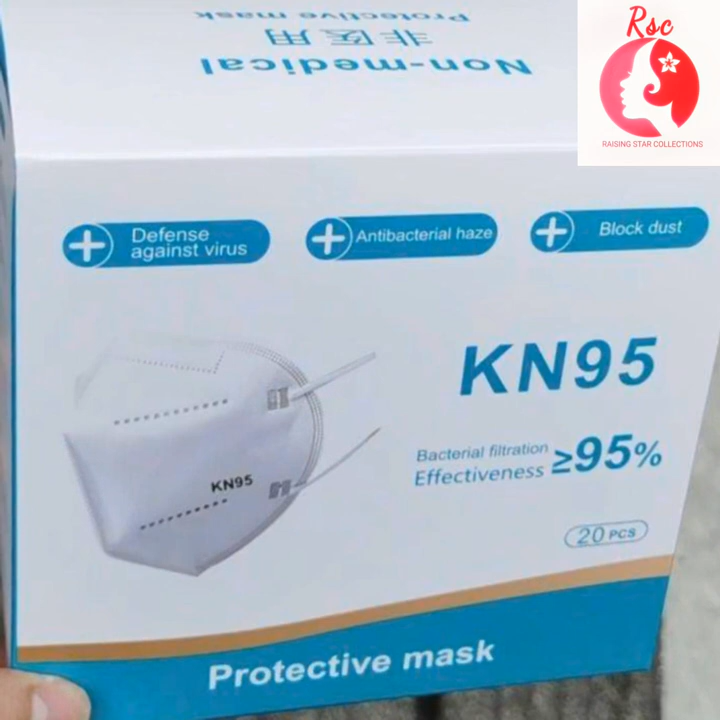 Rsc
RAISING STAR COLLECTIONS
Protective mask
非医用
Non-medical
Defense
against virus
Antibacterial haze
Block dust
KN95
KN95
Bacterial filtration
Effectiveness ≥95%
20 PCS
Protective mask